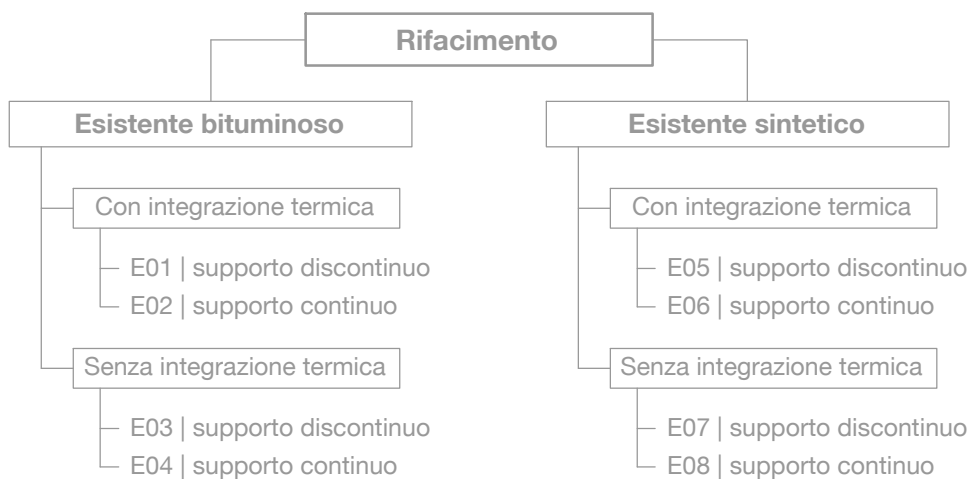 Rifacimento
Esistente bituminoso
Con integrazione termica
E01 | supporto discontinuo
E02 | supporto continuo
Senza integrazione termica
E03 | supporto discontinuo
E04 | supporto continuo
Esistente sintetico
Con integrazione termica
E05 | supporto discontinuo
E06 | supporto continuo
Senza integrazione termica
E07 | supporto discontinuo
E08 | supporto continuo